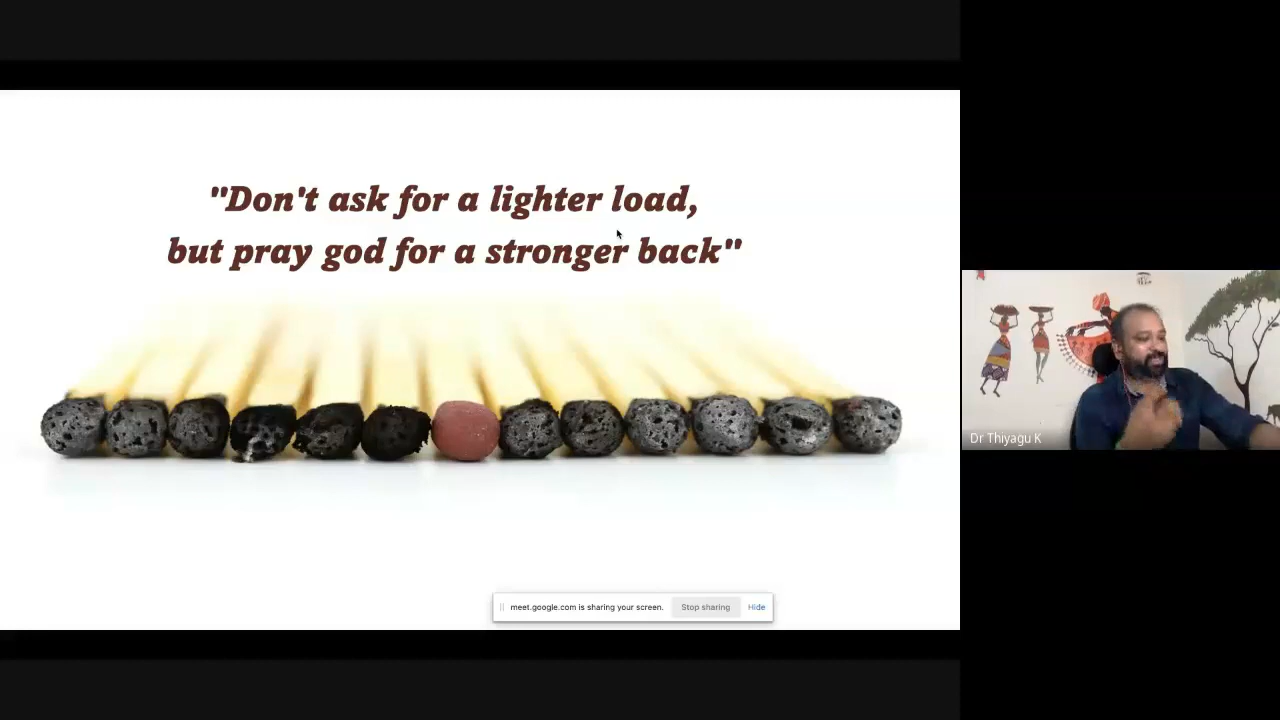 "Don't ask for a lighter load,
but pray god for a stronger back"
Dr Thiyagu K
meet.google.com is sharing your screen.
Stop sharing
Hide